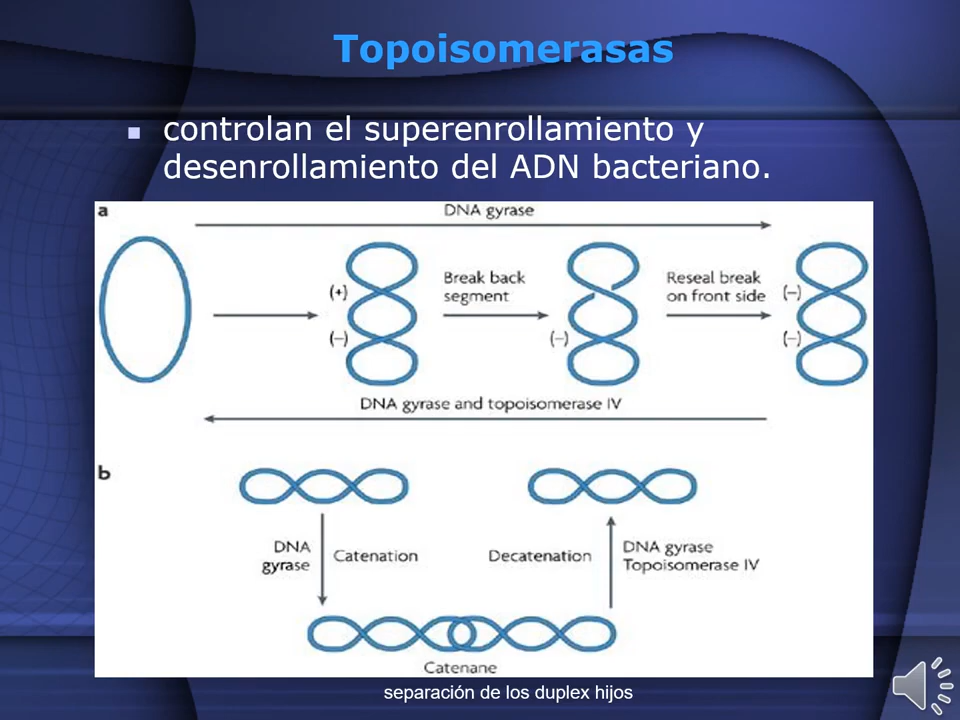 Topoisomerasas
controlan el superenrollamiento y
desenrollamiento del ADN bacteriano.
a
DNA gyrase
(+)
(–)
Break back
segment
(–)
Reseal break
on front side
(–)
(–)
DNA gyrase and topoisomerase IV
b
DNA
gyrase
Catenation
Decatenation
DNA gyrase
Topoisomerase IV
Catenane
separación de los duplex hijos